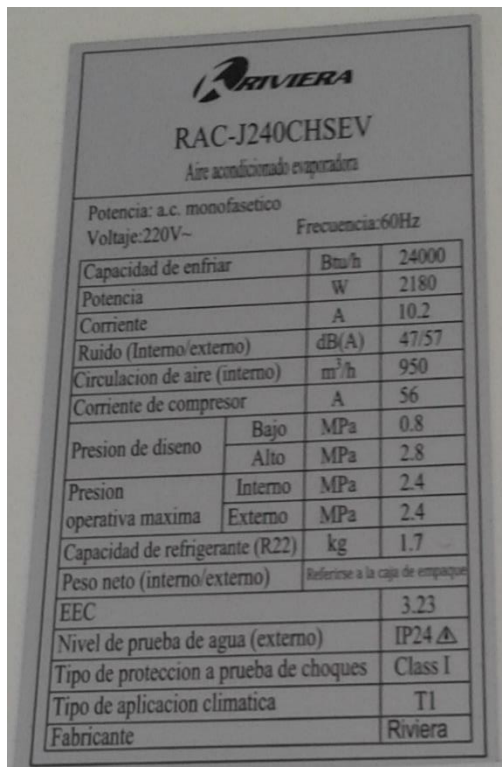 RIVIERA
RAC-J240CHSEV
Aire acondicionado evaporadora
Potencia: a.c. monofasetico
Voltaje:220V~ Frecuencia:60Hz
Capacidad de enfriar Btu/h 24000
Potencia W 2180
Corriente A 10.2
Ruido (Interno/externo) dB(A) 47/57
Circulacion de aire (interno) m³/h 950
Corriente de compresor A 56
Presion de diseno Bajo MPa 0.8
Alto MPa 2.8
Presion operativa maxima Interno MPa 2.4
Externo MPa 2.4
Capacidad de refrigerante (R22) kg 1.7
Peso neto (interno/externo) Referirse a la caja de empaque
EEC 3.23
Nivel de prueba de agua (externo) IP24
Tipo de proteccion a prueba de choques Class I
Tipo de aplicacion climatica T1
Fabricante Riviera